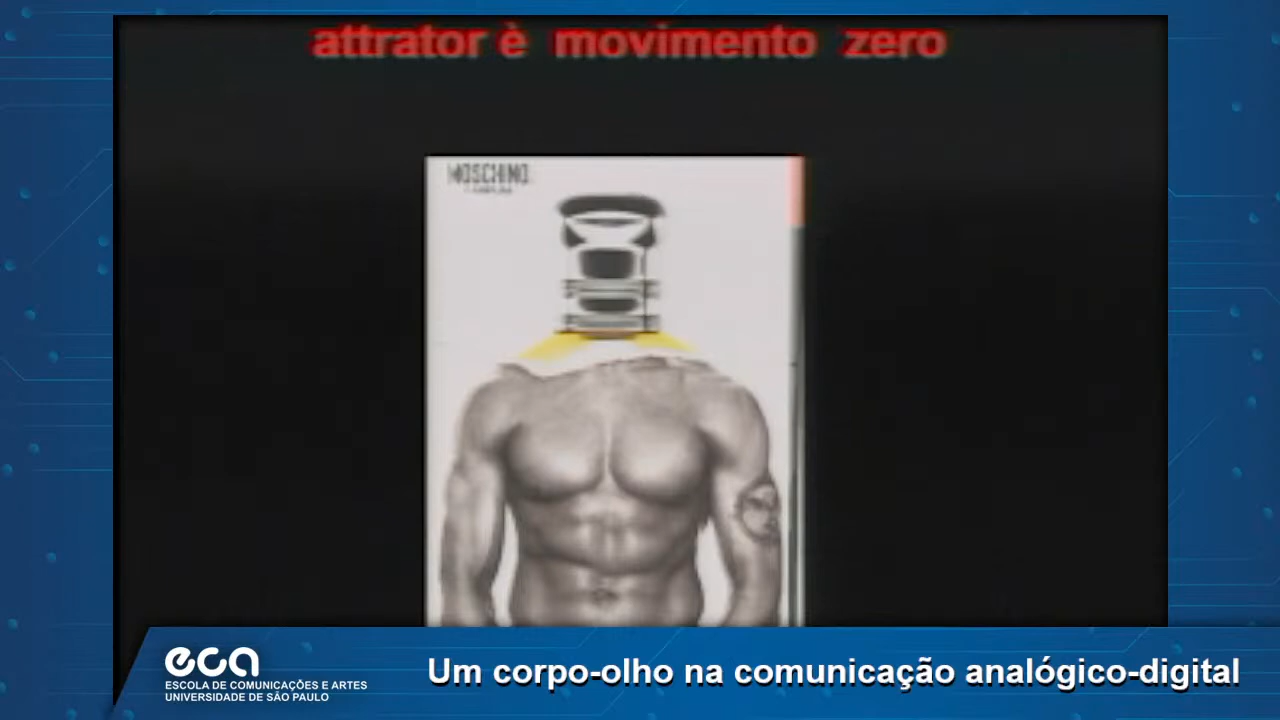 attrator è movimento zero
MOSCHINO
eca
ESCOLA DE COMUNICAÇÕES E ARTES
UNIVERSIDADE DE SÃO PAULO
Um corpo-olho na comunicação analógico-digital